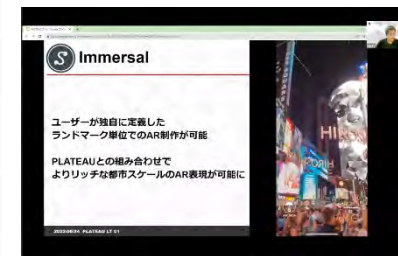 Immersal
ユーザーが独自に定義した
ランドマーク単位でのAR制作が可能
PLATEAUとの組み合わせで
よりリッチな都市スケールのAR表現が可能に
2022/08/04 PLATEAU LT 01